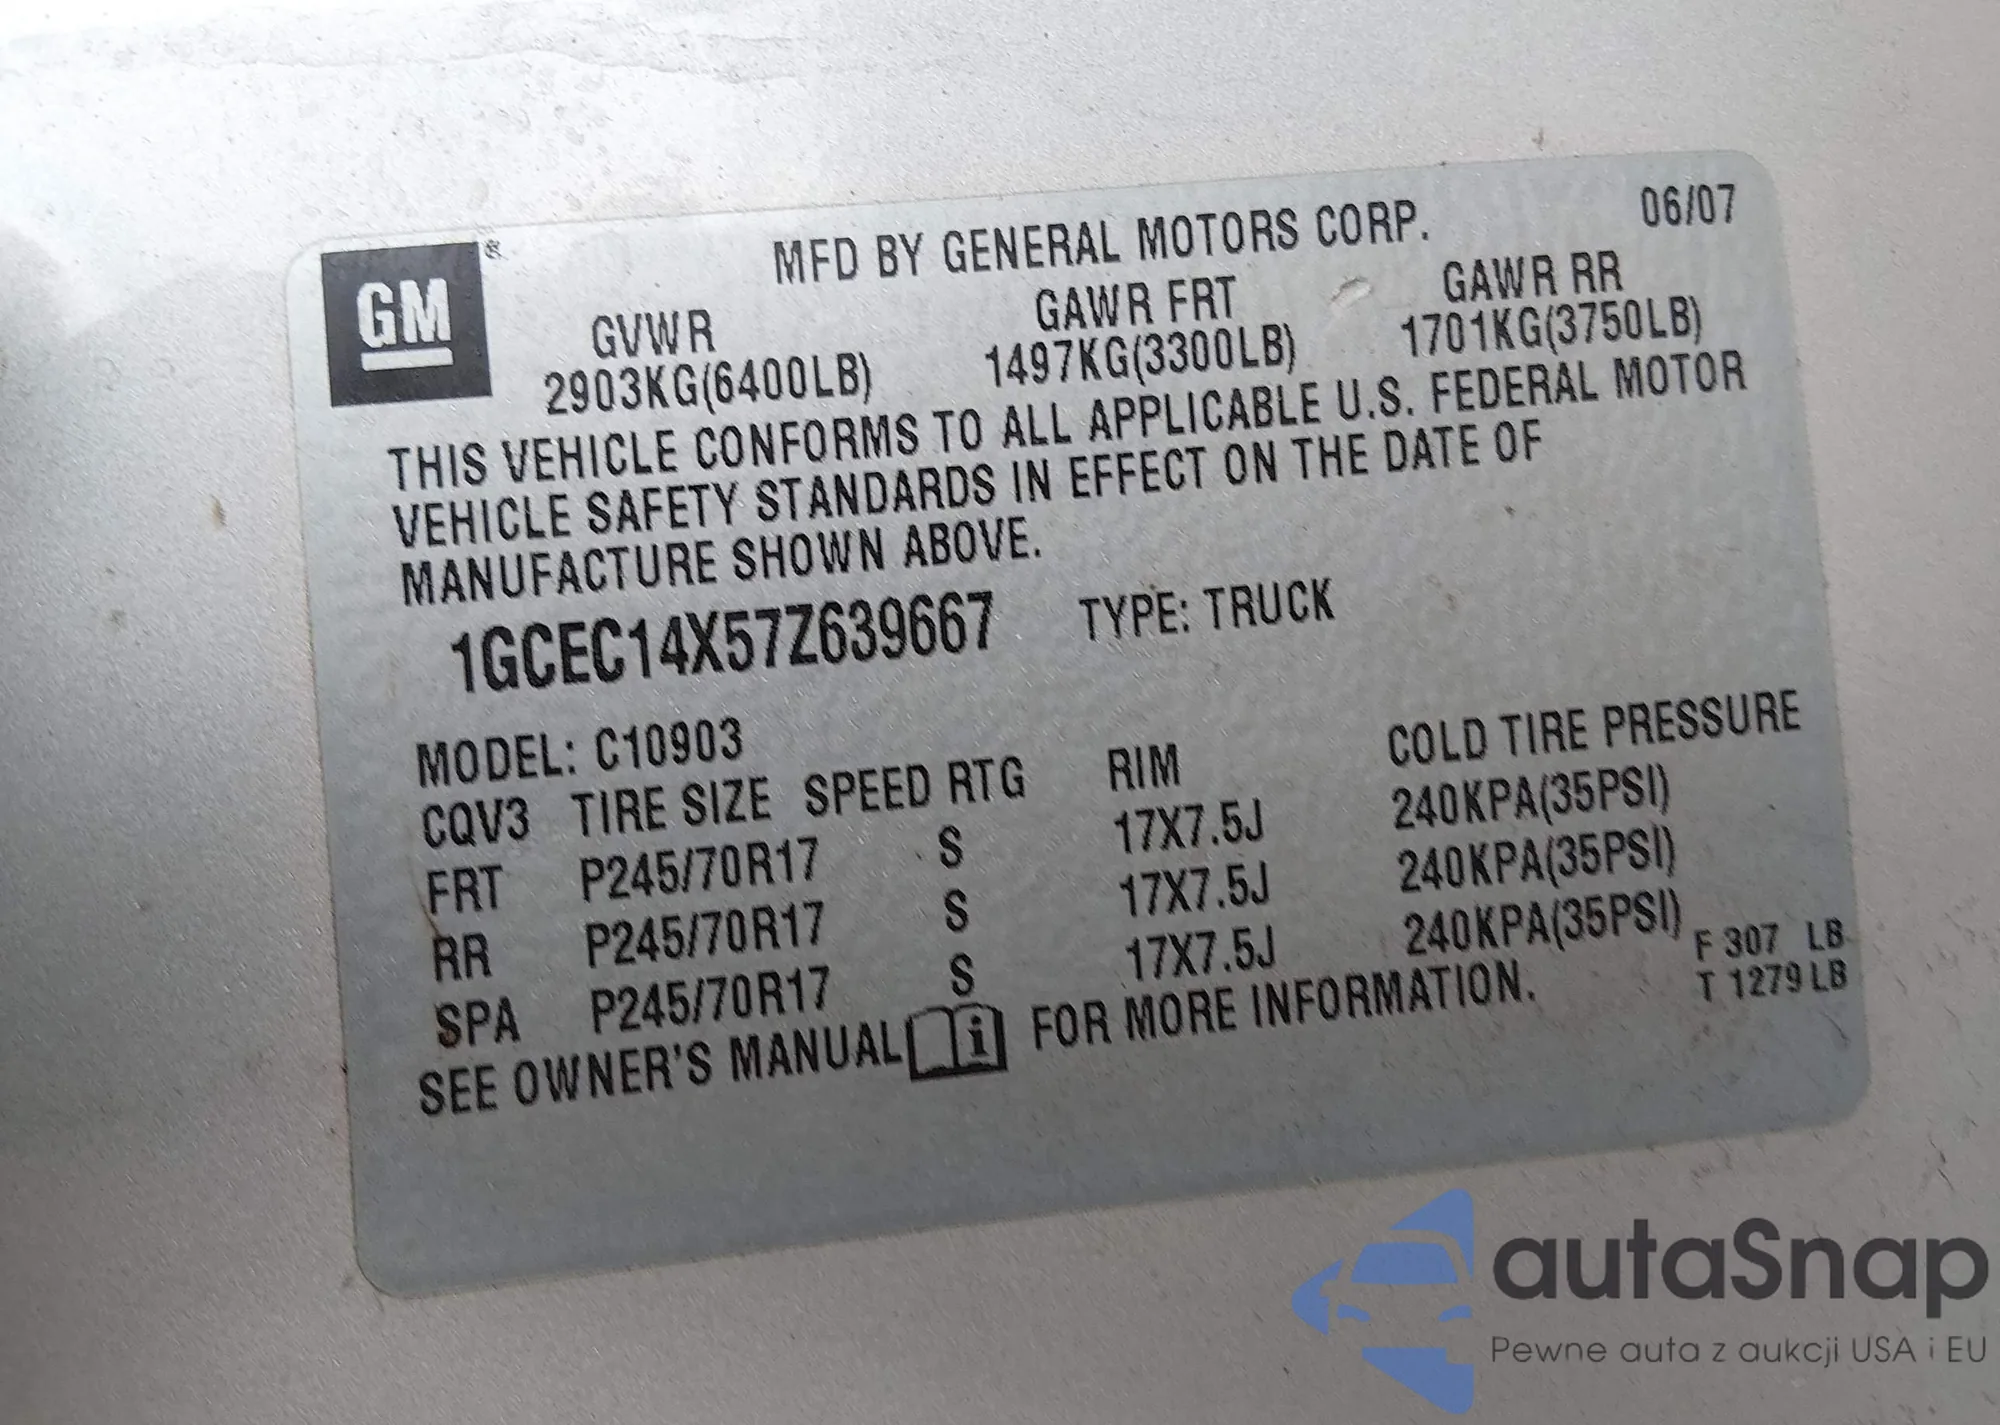 GM ®
MFD BY GENERAL MOTORS CORP. 06/07
GVWR GAWR FRT GAWR RR
2903KG(6400LB) 1497KG(3300LB) 1701KG(3750LB)
THIS VEHICLE CONFORMS TO ALL APPLICABLE U.S. FEDERAL MOTOR
VEHICLE SAFETY STANDARDS IN EFFECT ON THE DATE OF
MANUFACTURE SHOWN ABOVE.
1GCEC14X57Z639667 TYPE: TRUCK
MODEL: C10903
CQV3 TIRE SIZE SPEED RTG RIM COLD TIRE PRESSURE
FRT P245/70R17 S 17X7.5J 240KPA(35PSI)
RR P245/70R17 S 17X7.5J 240KPA(35PSI)
SPA P245/70R17 S 17X7.5J 240KPA(35PSI)
F 307 LB
T 1279 LB
SEE OWNER'S MANUAL i FOR MORE INFORMATION.
autaSnap
Pewne auta z aukcji USA i EU